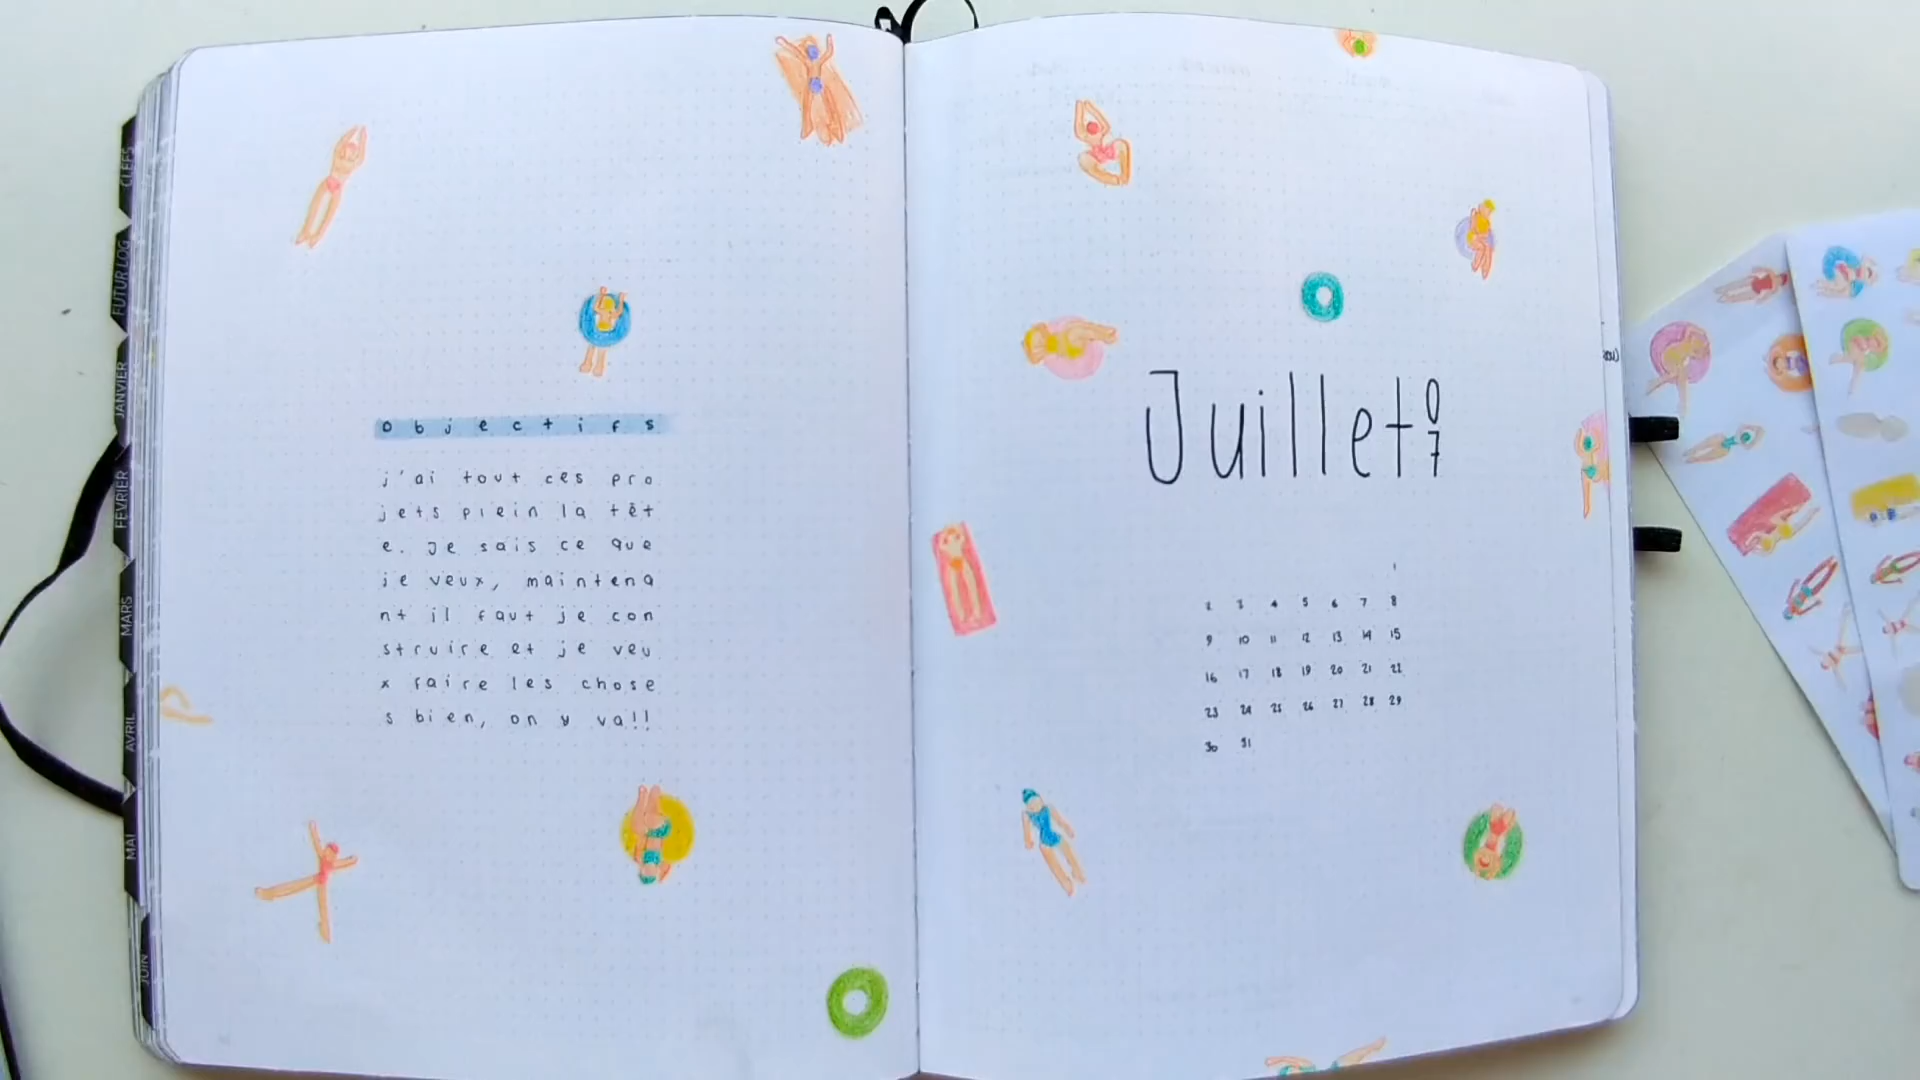 CLEFS
FUTUR LOG
JANVIER
FÉVRIER
MARS
AVRIL
MAI
JUIN
objectifs
j'ai tout ces pro
jets plein la têt
e. Je sais ce que
je veux, maintena
nt il faut je con
struire et je veu
x faire les chose
s bien, on y va!!
Juillet 07
1
2 3 4 5 6 7 8
9 10 11 12 13 14 15
16 17 18 19 20 21 22
23 24 25 26 27 28 29
30 31